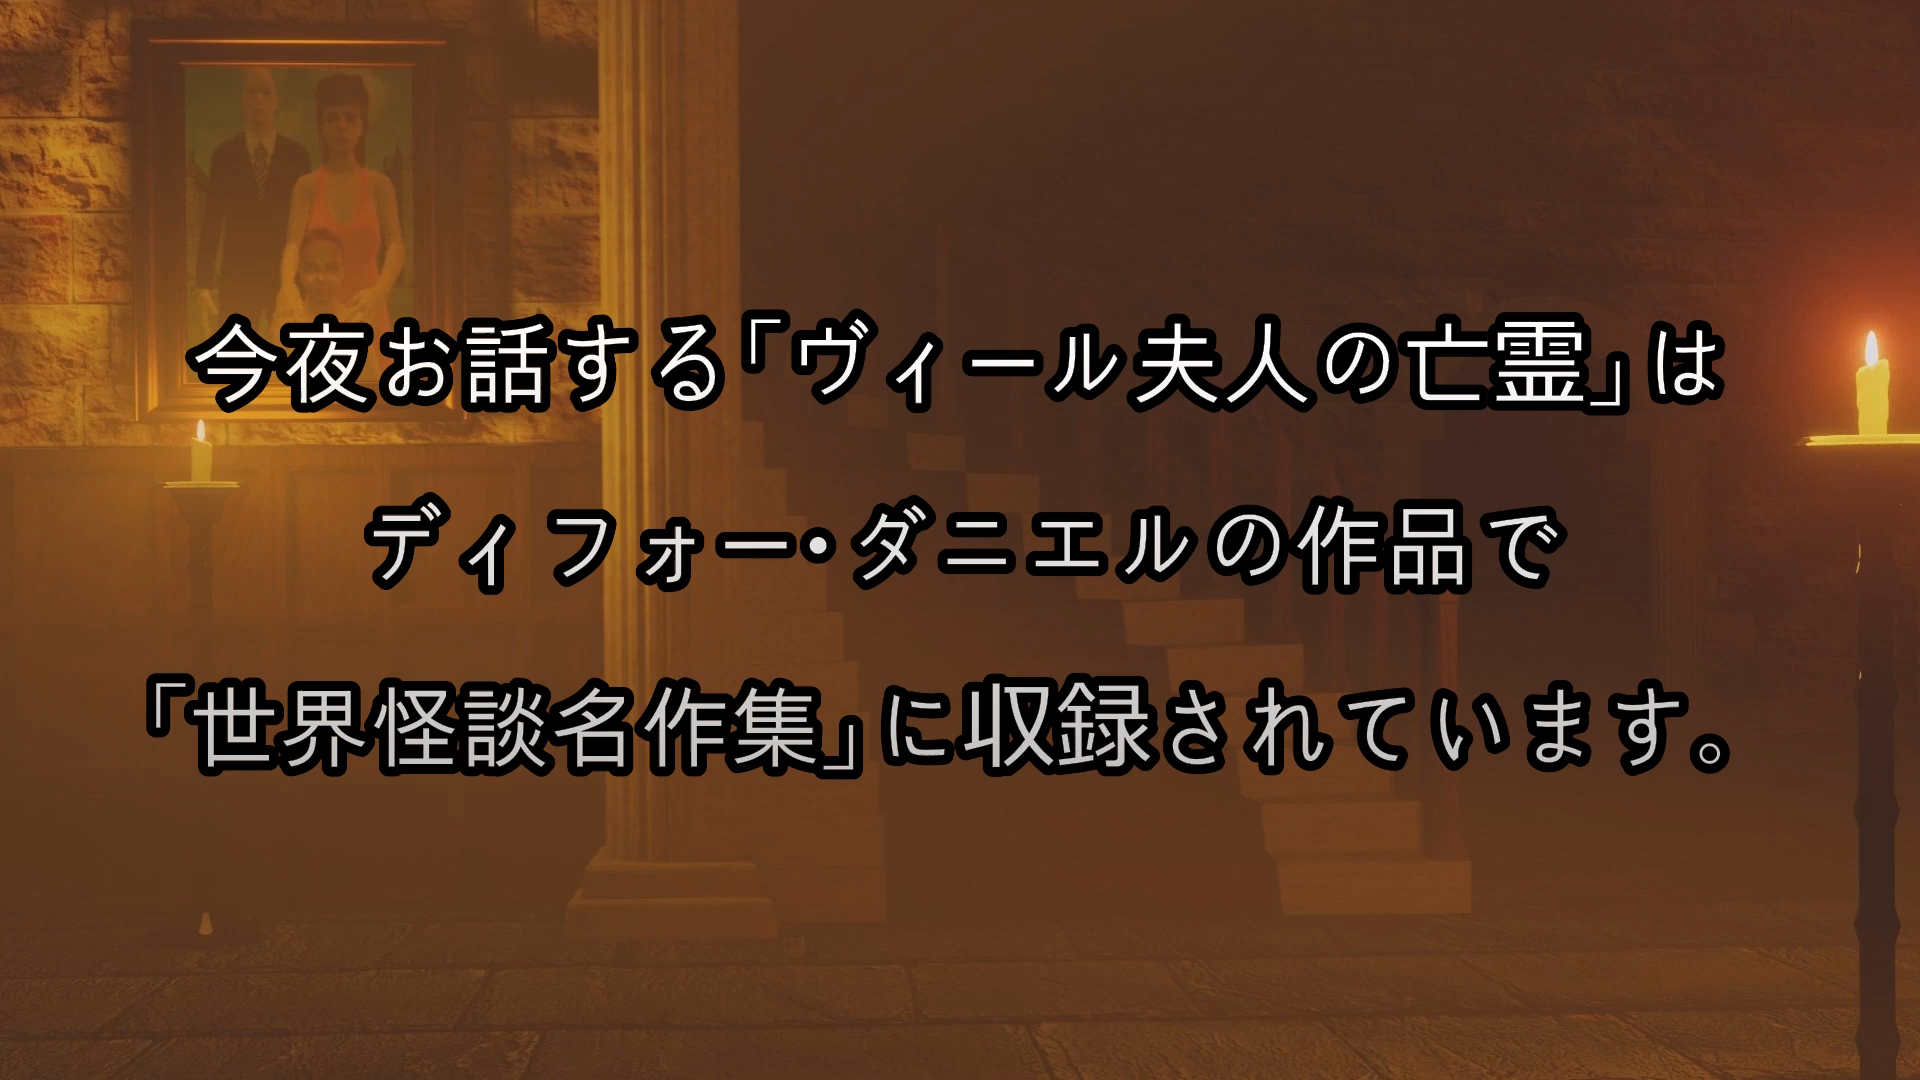 今夜お話する「ヴィール夫人の亡霊」は
ディフォー・ダニエルの作品で
「世界怪談名作集」に収録されています。